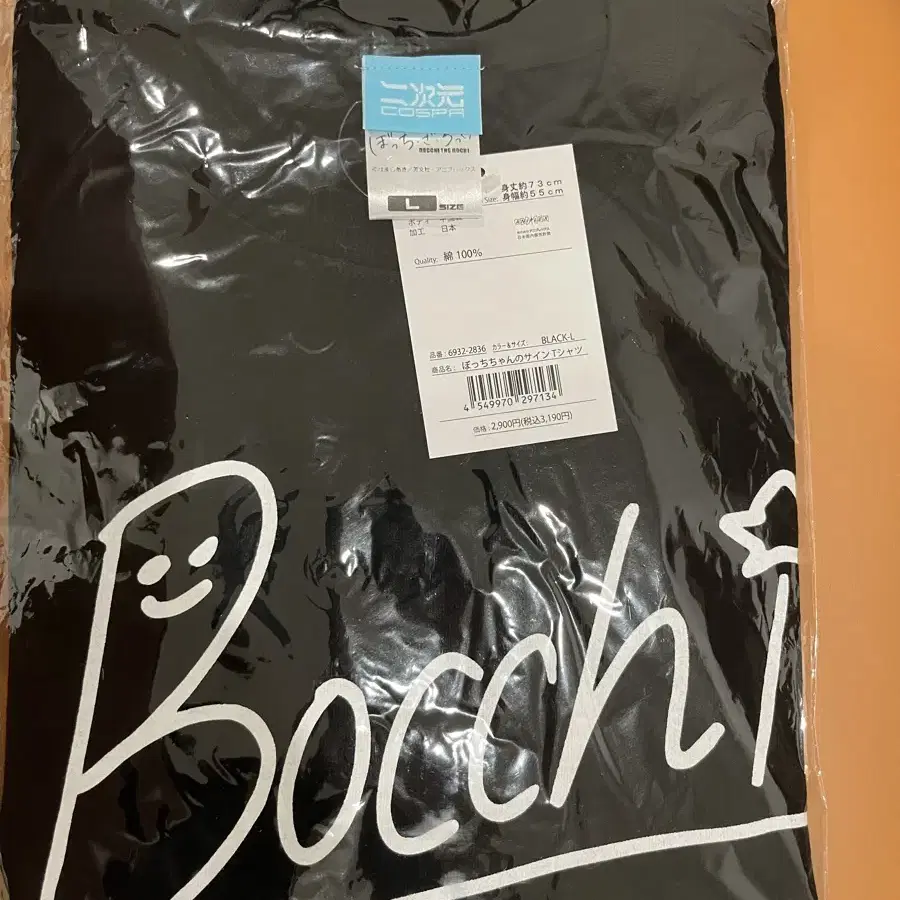 二次元
COSPA
ぼっち・ざ・ろっく!
BOCCHI THE ROCK!
L SIZE
身丈約73cm
Size: 身幅約55cm
加工 日本
Quality: 綿 100%
品番:6932-2836 カラー&サイズ: BLACK-L
商品名: ぼっちちゃんのサインTシャツ
4 549970 297134
価格:2,900円(税込3,190円)
Bocchi